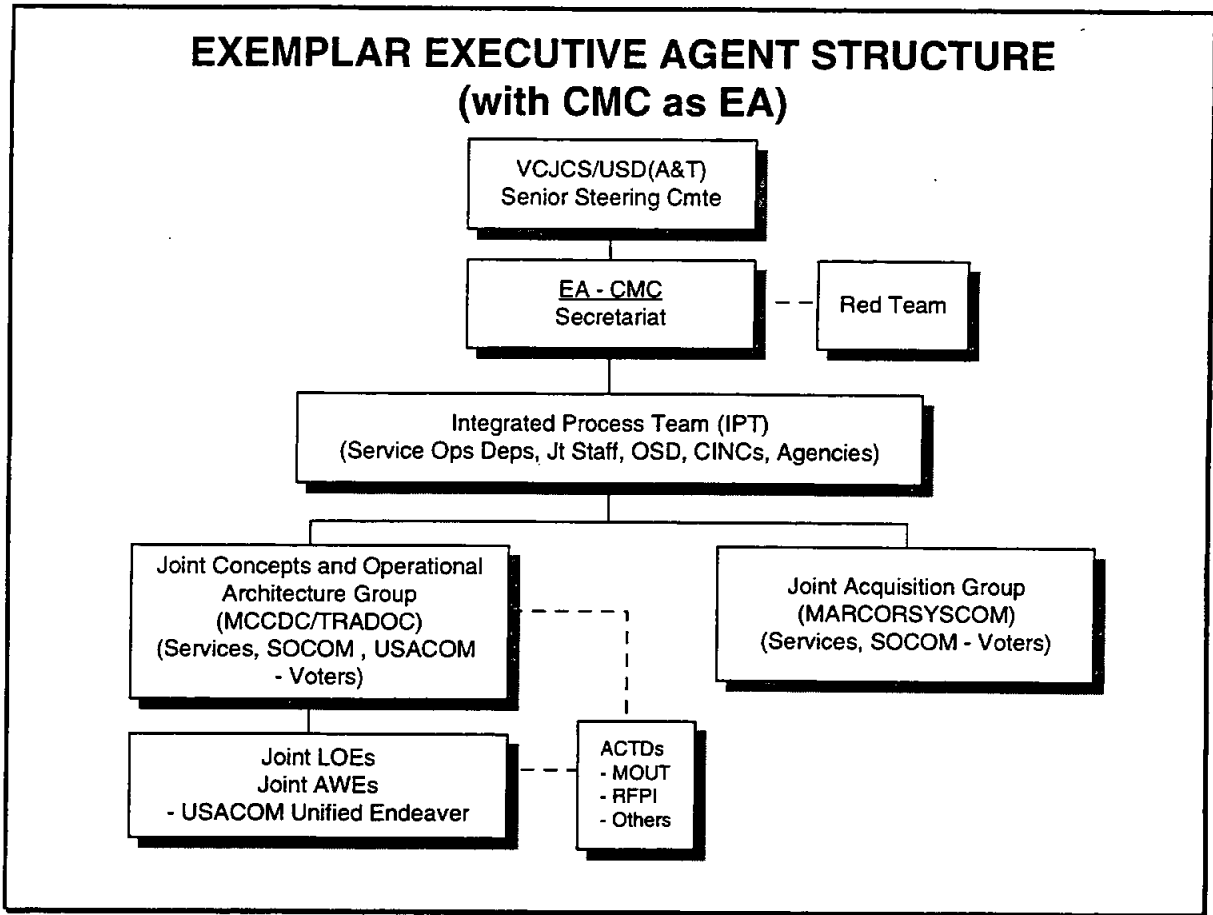 EXEMPLAR EXECUTIVE AGENT STRUCTURE
(with CMC as EA)
VCJCS/USD(A&T)
Senior Steering Cmte
EA - CMC
Secretariat
Red Team
Integrated Process Team (IPT)
(Service Ops Deps, Jt Staff, OSD, CINCs, Agencies)
Joint Concepts and Operational
Architecture Group
(MCCDC/TRADOC)
(Services, SOCOM , USACOM
- Voters)
Joint Acquisition Group
(MARCORSYSCOM)
(Services, SOCOM - Voters)
Joint LOEs
Joint AWEs
- USACOM Unified Endeaver
ACTDs
- MOUT
- RFPI
- Others